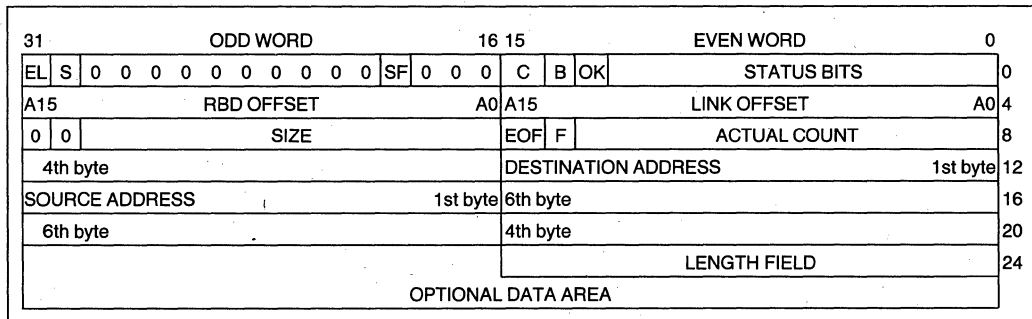 31 ODD WORD 16 15 EVEN WORD 0
EL S 0 0 0 0 0 0 0 0 0 0 SF 0 0 0 C B OK STATUS BITS 0
A15 RBD OFFSET A0 A15 LINK OFFSET A0 4
0 0 SIZE EOF F ACTUAL COUNT 8
4th byte DESTINATION ADDRESS 1st byte 12
SOURCE ADDRESS 1st byte 6th byte 16
6th byte 4th byte 20
LENGTH FIELD 24
OPTIONAL DATA AREA